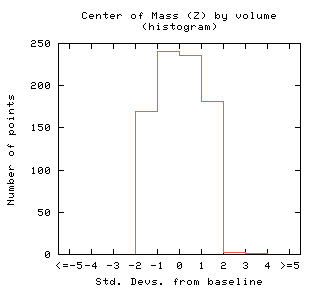 Center of Mass (Z) by volume
(histogram)
250
200
150
100
50
0
Number of points
<=-5 -4 -3 -2 -1 0 1 2 3 4 >=5
Std. Devs. from baseline